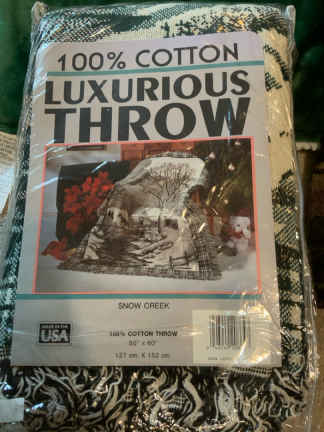 100% COTTON
LUXURIOUS
THROW
SNOW CREEK
MADE IN THE
USA
100% COTTON THROW
50" x 60"
127 cm. X 152 cm.